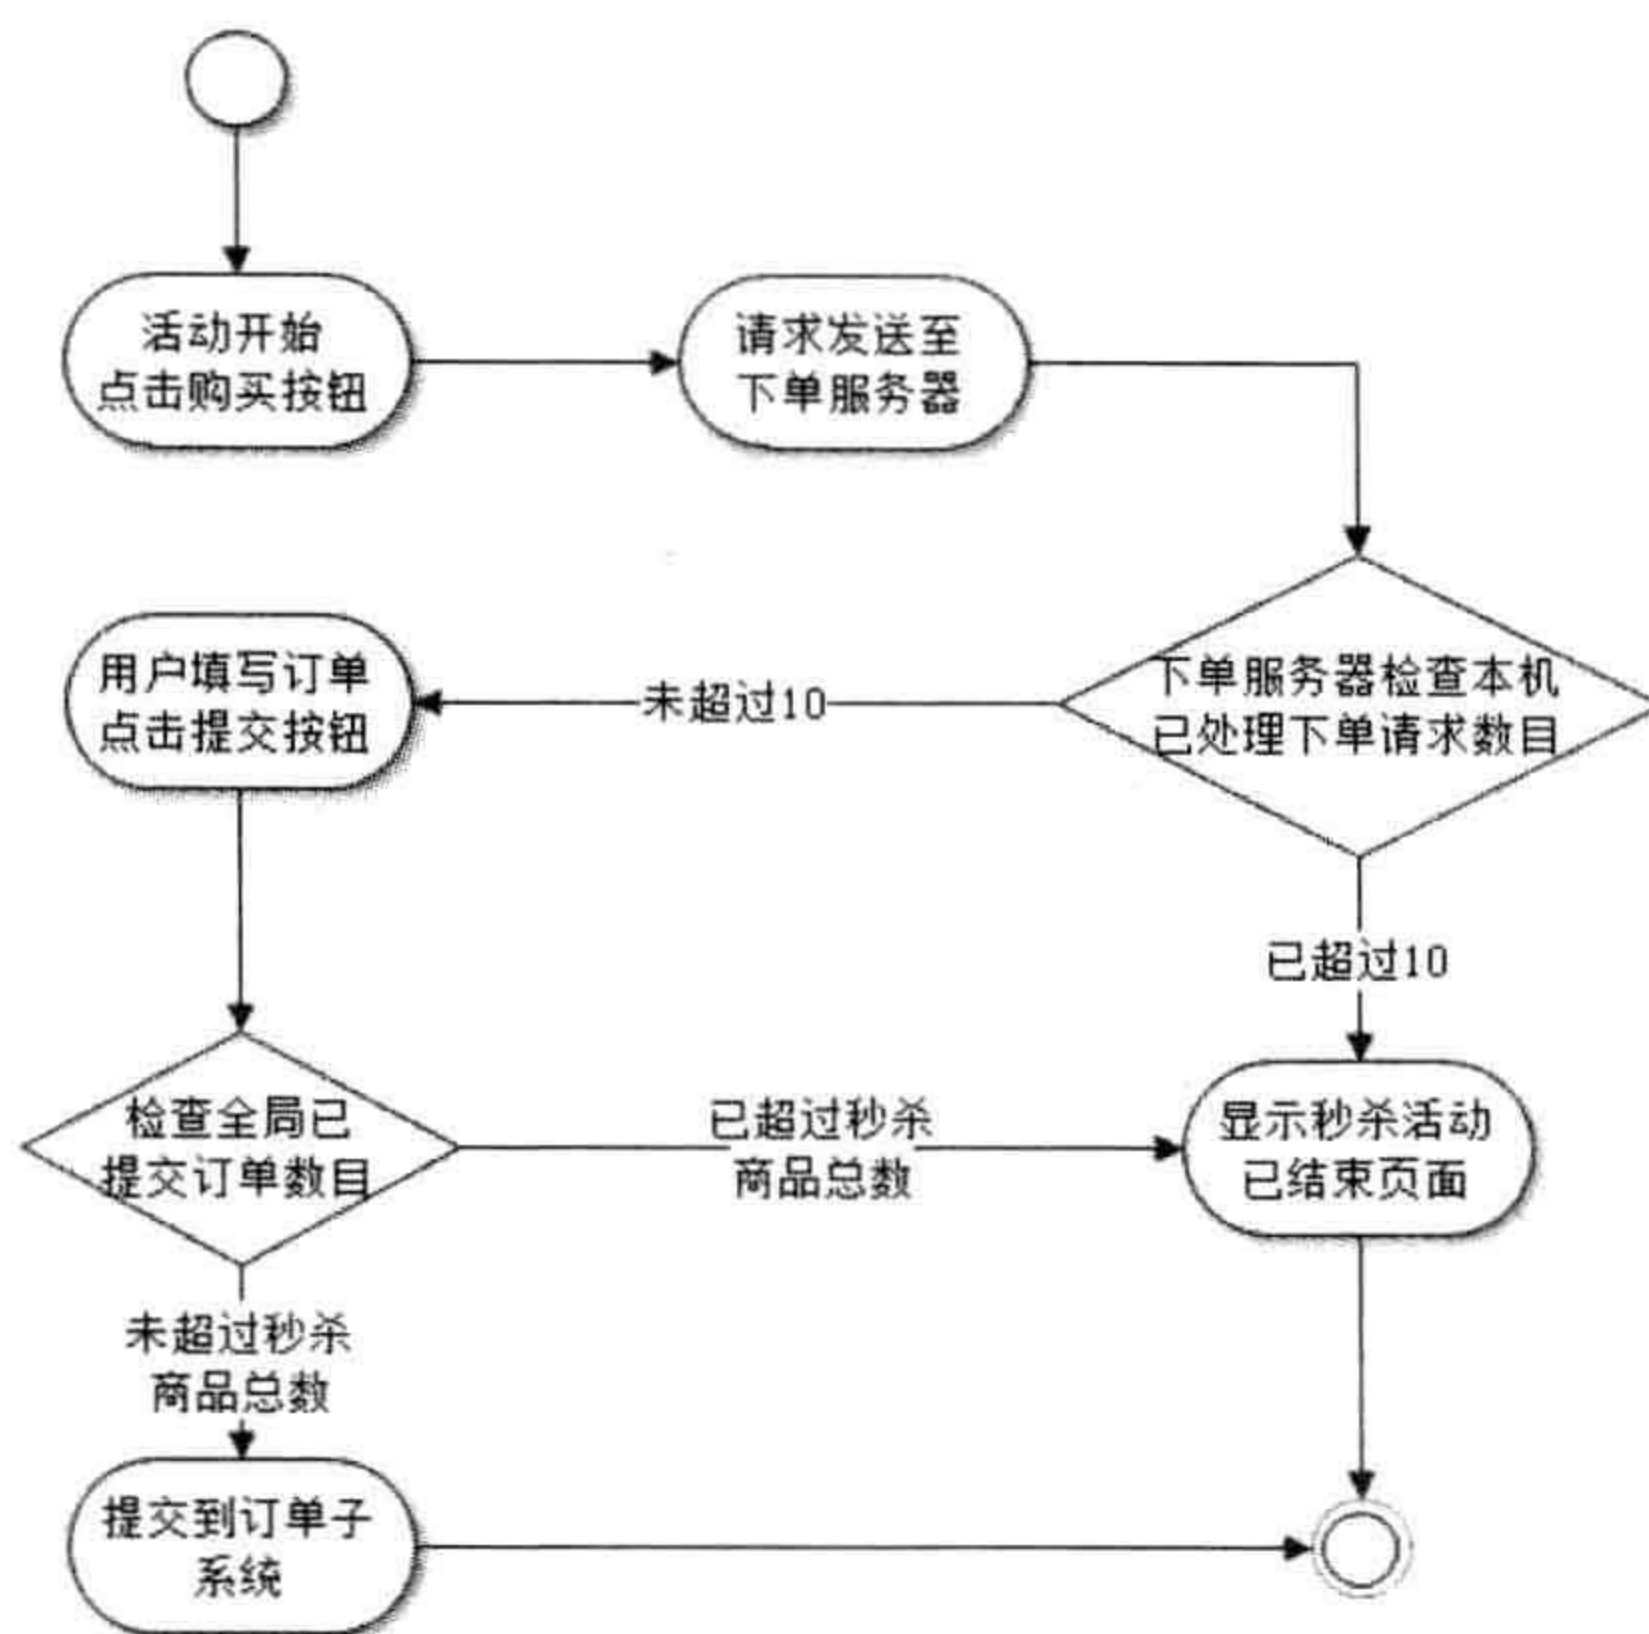 活动开始
点击购买按钮
请求发送至
下单服务器
下单服务器检查本机
已处理下单请求数目
未超过10
用户填写订单
点击提交按钮
已超过10
检查全局已
提交订单数目
已超过秒杀
商品总数
显示秒杀活动
已结束页面
未超过秒杀
商品总数
提交到订单子
系统